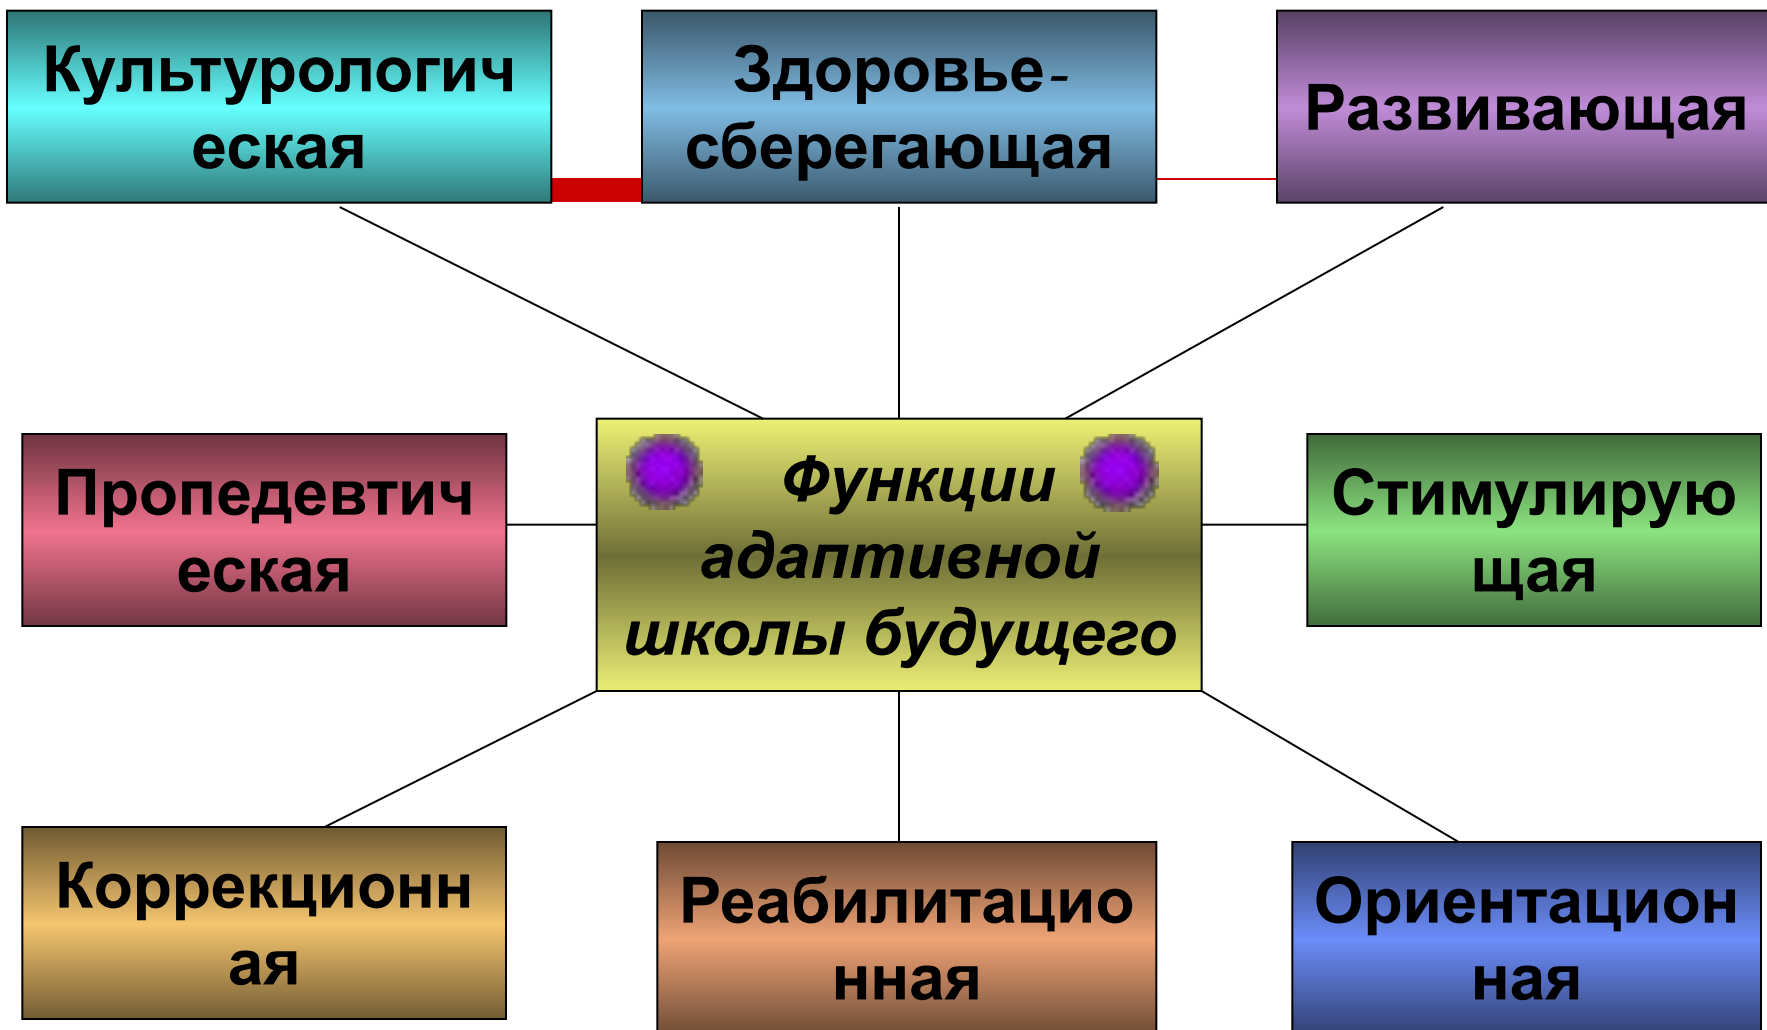 Культурологич
еская
Здоровье-
сберегающая
Развивающая
Пропедевтич
еская
Функции
адаптивной
школы будущего
Стимулирую
щая
Коррекционн
ая
Реабилитацио
нная
Ориентацион
ная